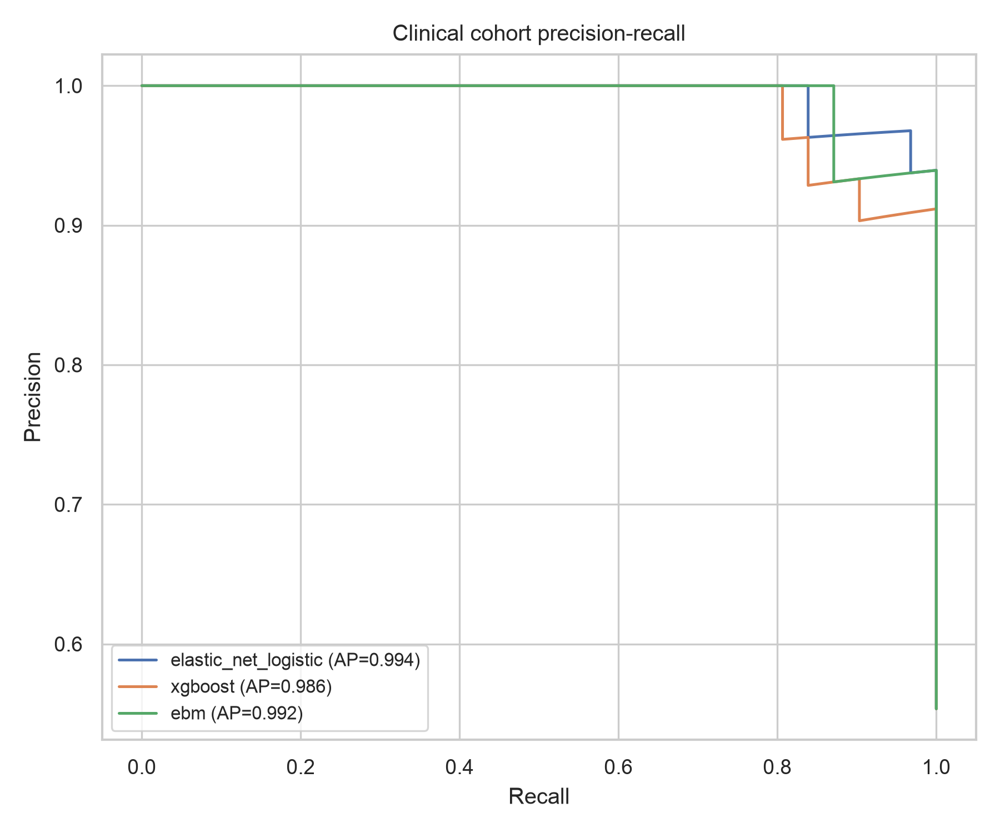 Clinical cohort precision-recall
1.0
0.9
0.8
0.7
0.6
Precision
elastic_net_logistic (AP=0.994)
xgboost (AP=0.986)
ebm (AP=0.992)
0.0 0.2 0.4 0.6 0.8 1.0
Recall